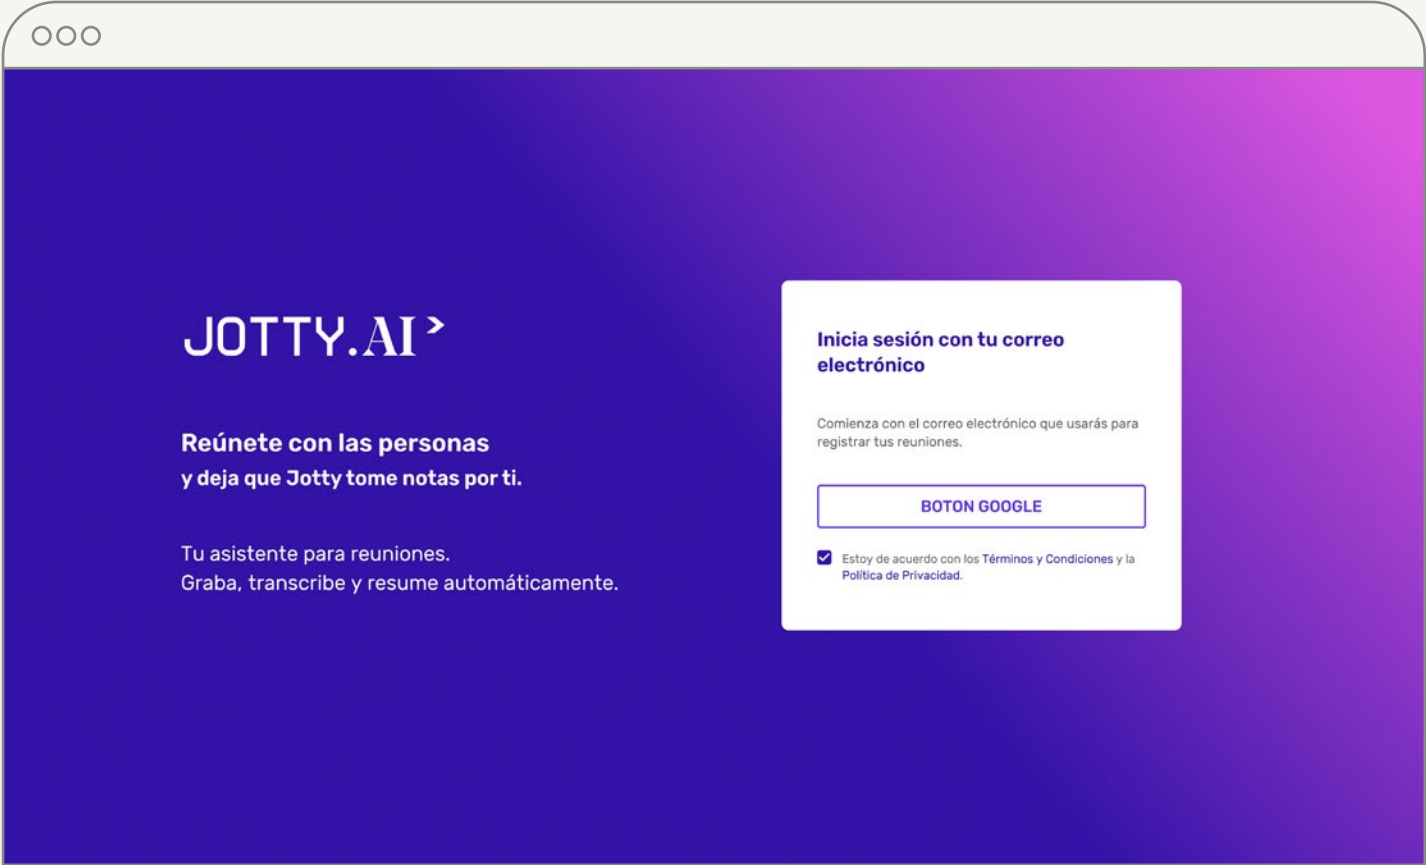 JOTTY.AI >
Reúnete con las personas
y deja que Jotty tome notas por ti.
Tu asistente para reuniones.
Graba, transcribe y resume automáticamente.
Inicia sesión con tu correo
electrónico
Comienza con el correo electrónico que usarás para
registrar tus reuniones.
BOTON GOOGLE
Estoy de acuerdo con los Términos y Condiciones y la
Política de Privacidad.